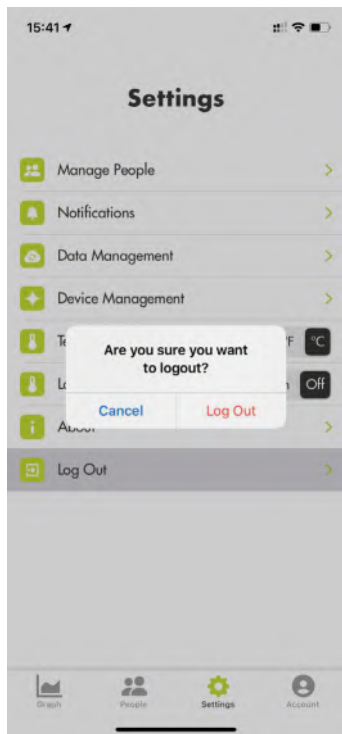 15:41
Settings
Manage People
Notifications
Data Management
Device Management
°F °C
Are you sure you want
to logout?
Off
Cancel Log Out
About
Log Out
Graph People Settings Account